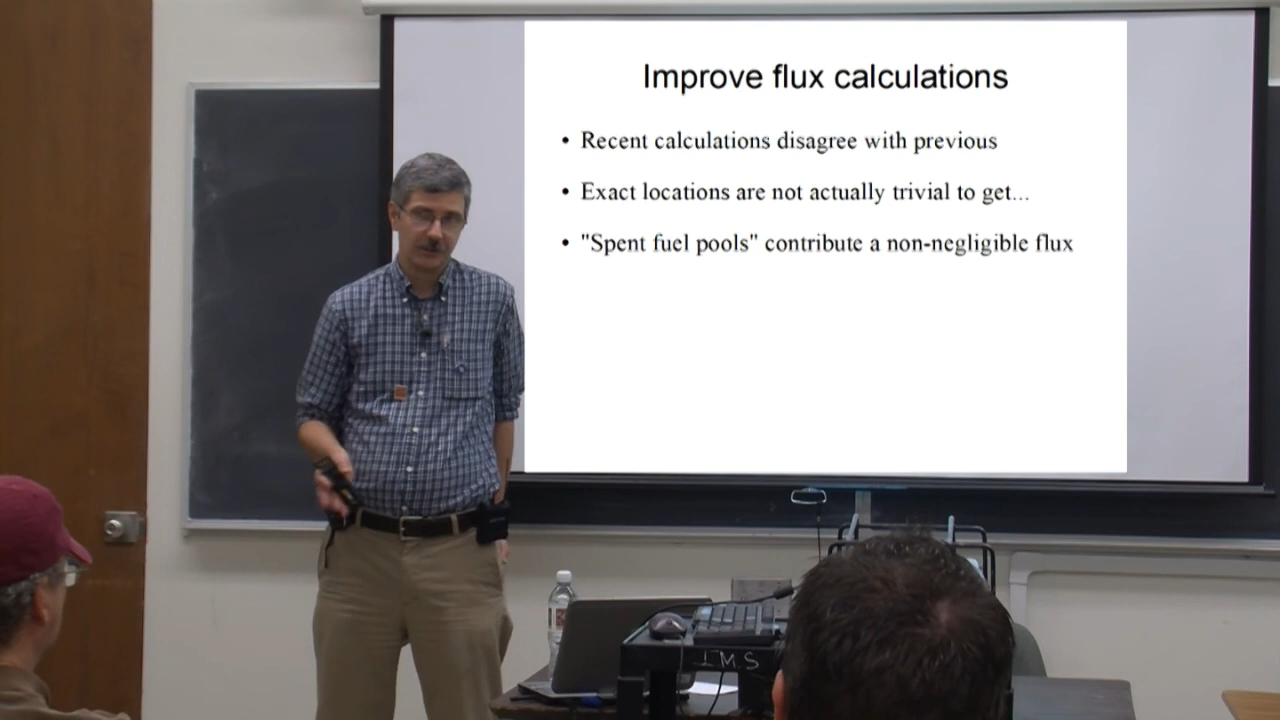 Improve flux calculations
• Recent calculations disagree with previous
• Exact locations are not actually trivial to get...
• "Spent fuel pools" contribute a non-negligible flux
IMS